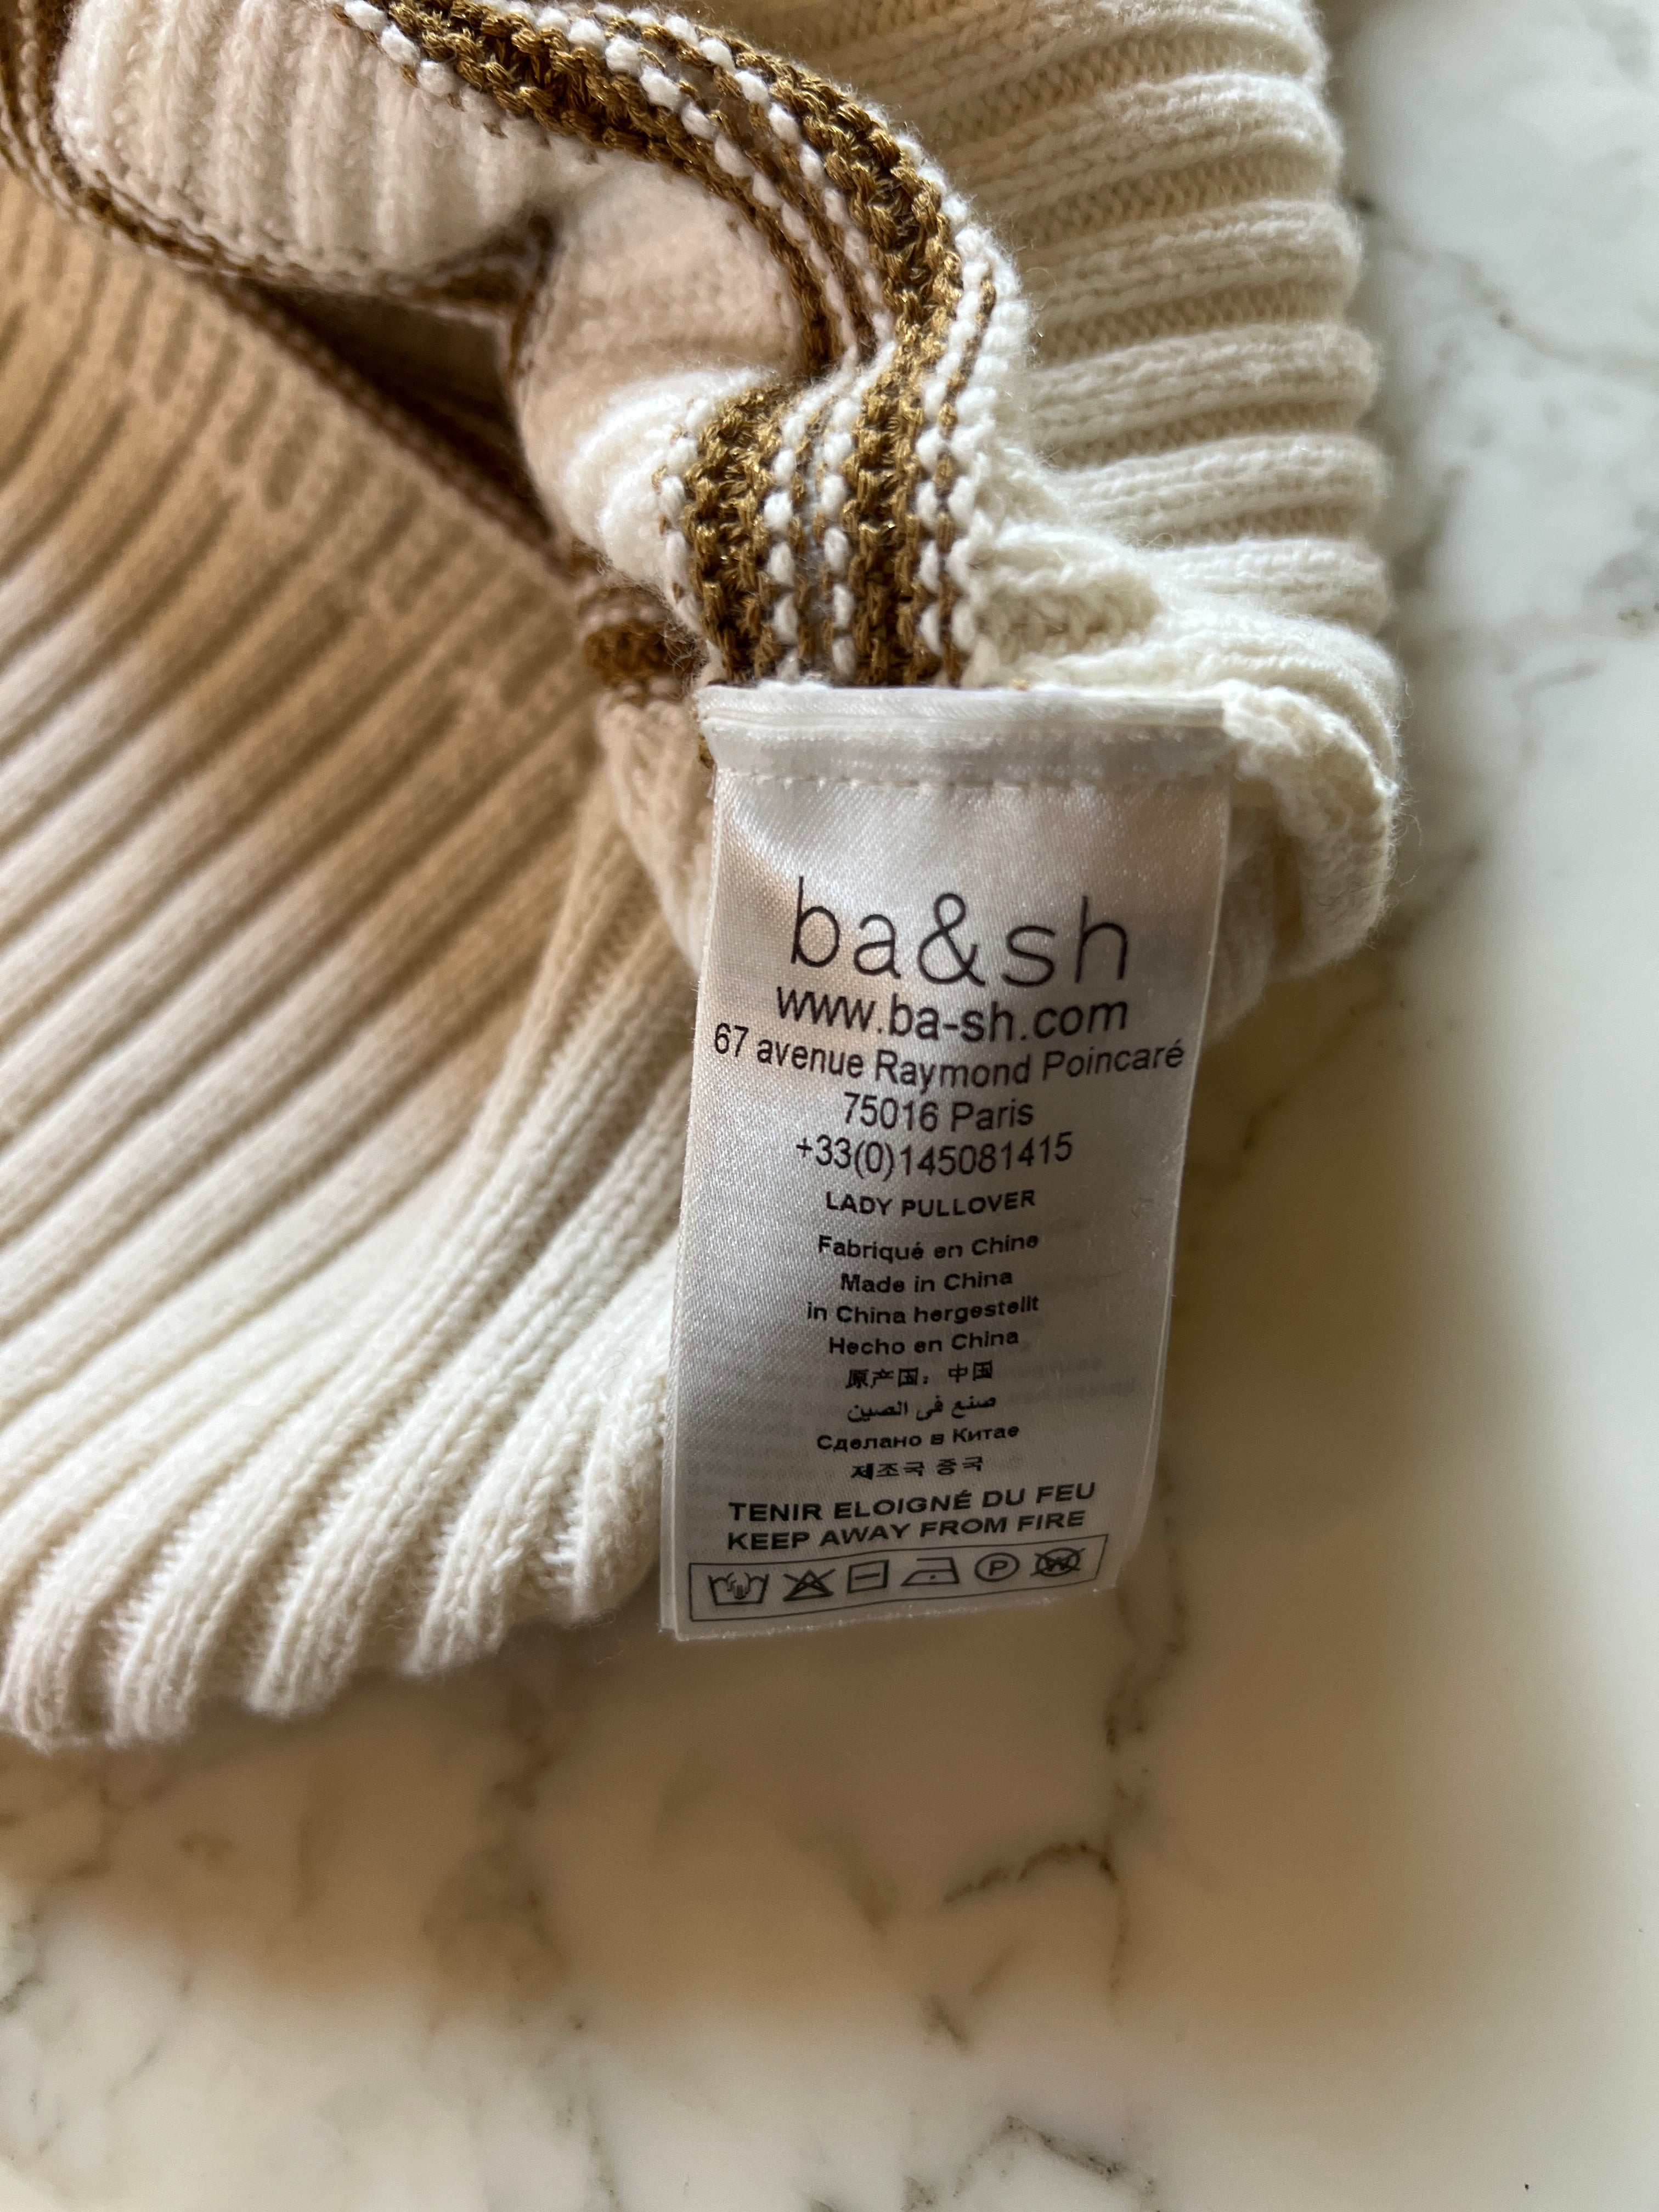 ba&sh
www.ba-sh.com
67 avenue Raymond Poincaré
75016 Paris
+33(0)145081415
LADY PULLOVER
Fabriqué en Chine
Made in China
in China hergestellt
Hecho en China
原产国：中国
صنع في الصين
Сделано в Китае
제조국 중국
TENIR ELOIGNÉ DU FEU
KEEP AWAY FROM FIRE
P W